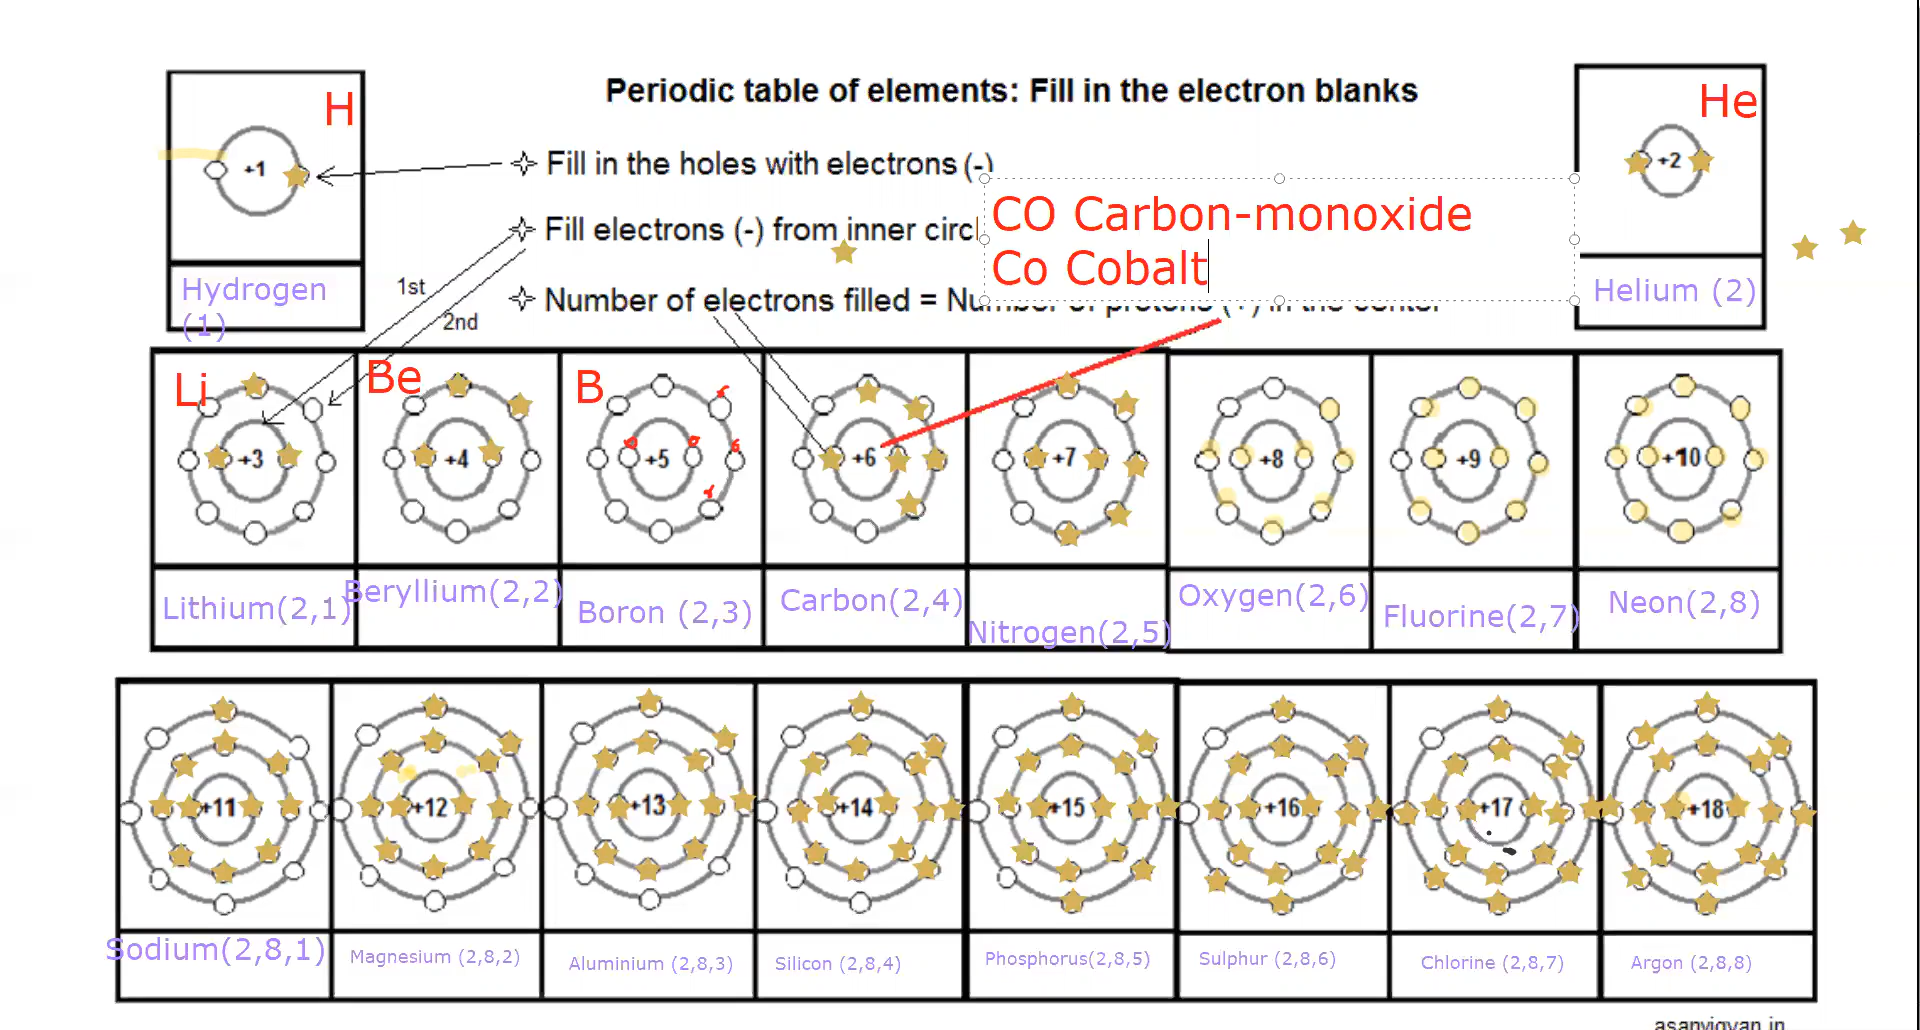 Periodic table of elements: Fill in the electron blanks
H
He
+1
+2
Fill in the holes with electrons (-)
Fill electrons (-) from inner circl
CO Carbon-monoxide
Co Cobalt
Number of electrons filled = Number of protons (+) in the center
Hydrogen
(1)
Helium (2)
1st
2nd
Li
Be
B
+3
+4
+5
+6
+7
+8
+9
+10
Lithium(2,1)
Beryllium(2,2)
Boron (2,3)
Carbon(2,4)
Nitrogen(2,5)
Oxygen(2,6)
Fluorine(2,7)
Neon(2,8)
+11
+12
+13
+14
+15
+16
+17
+18
Sodium(2,8,1)
Magnesium (2,8,2)
Aluminium (2,8,3)
Silicon (2,8,4)
Phosphorus(2,8,5)
Sulphur (2,8,6)
Chlorine (2,8,7)
Argon (2,8,8)
asanvigyan.in